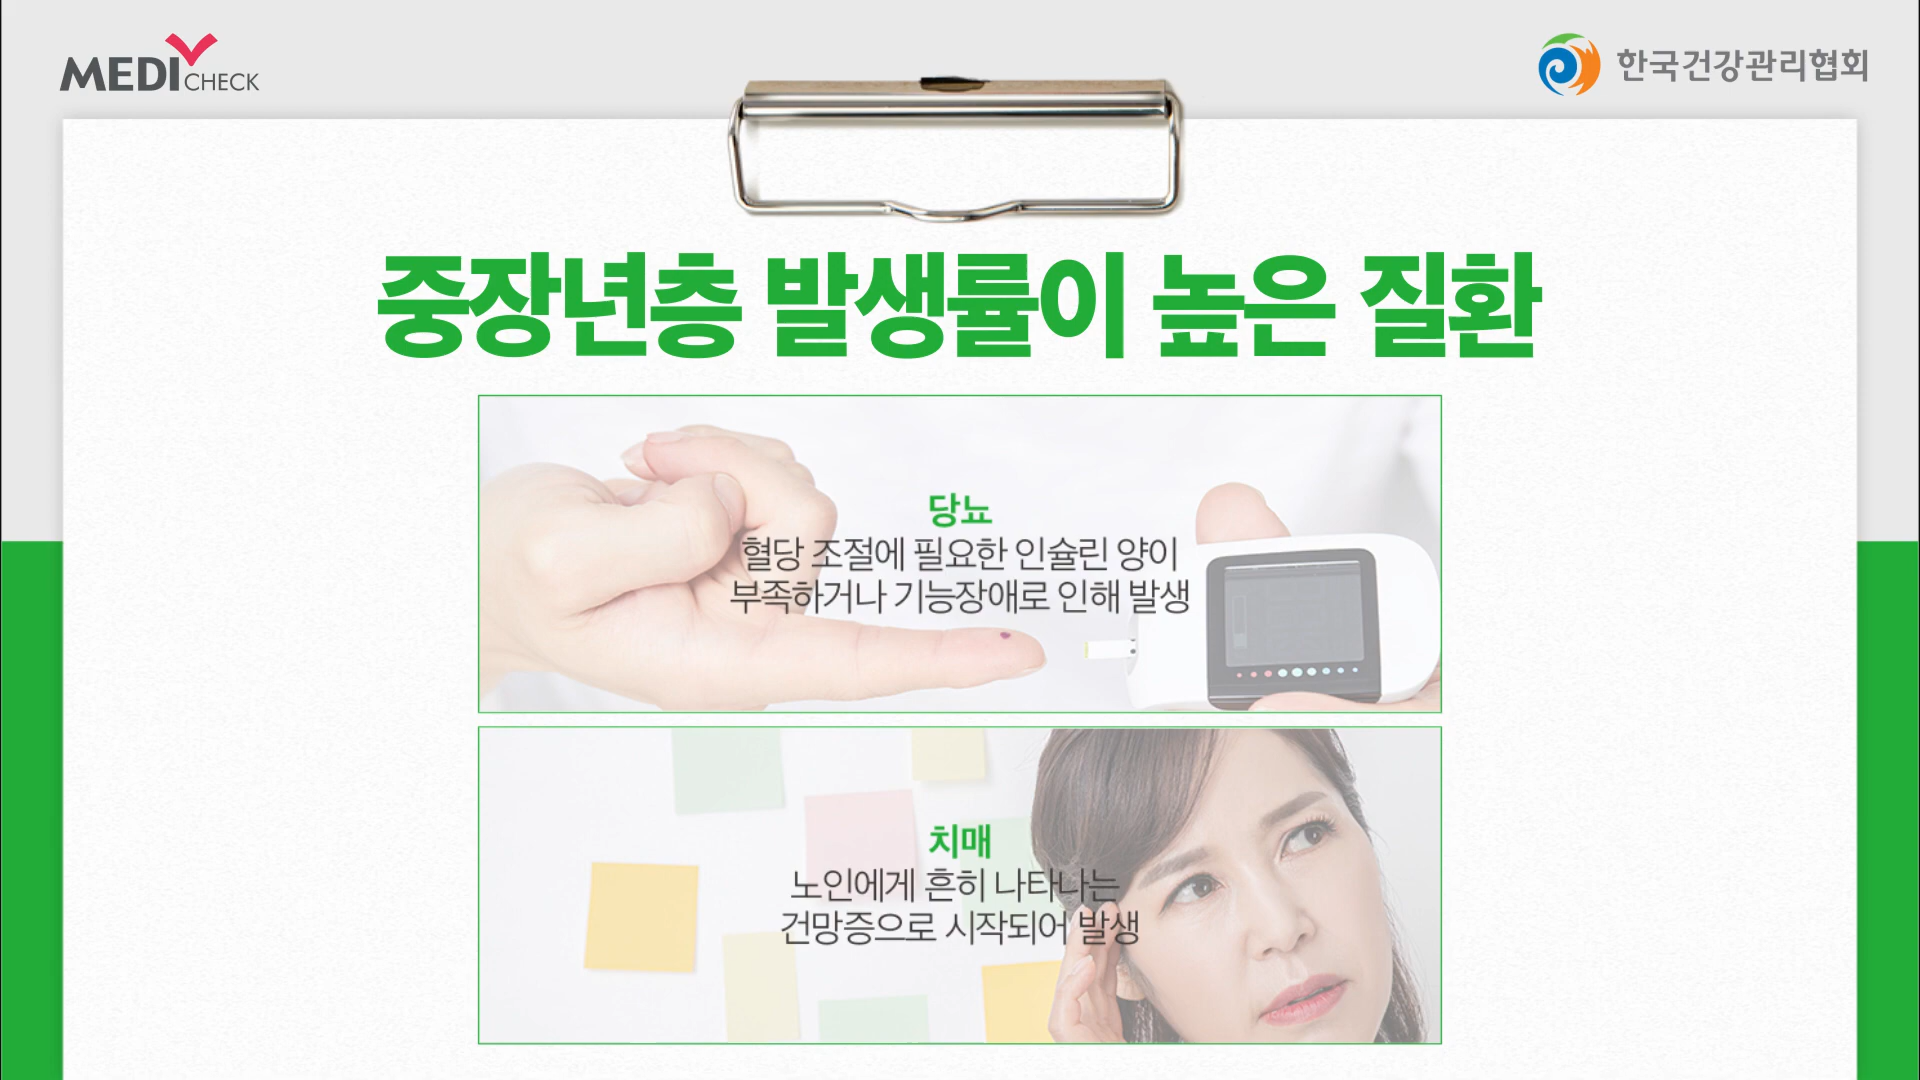 MEDI CHECK
한국건강관리협회
중장년층 발생률이 높은 질환
당뇨
혈당 조절에 필요한 인슐린 양이
부족하거나 기능장애로 인해 발생
치매
노인에게 흔히 나타나는
건망증으로 시작되어 발생